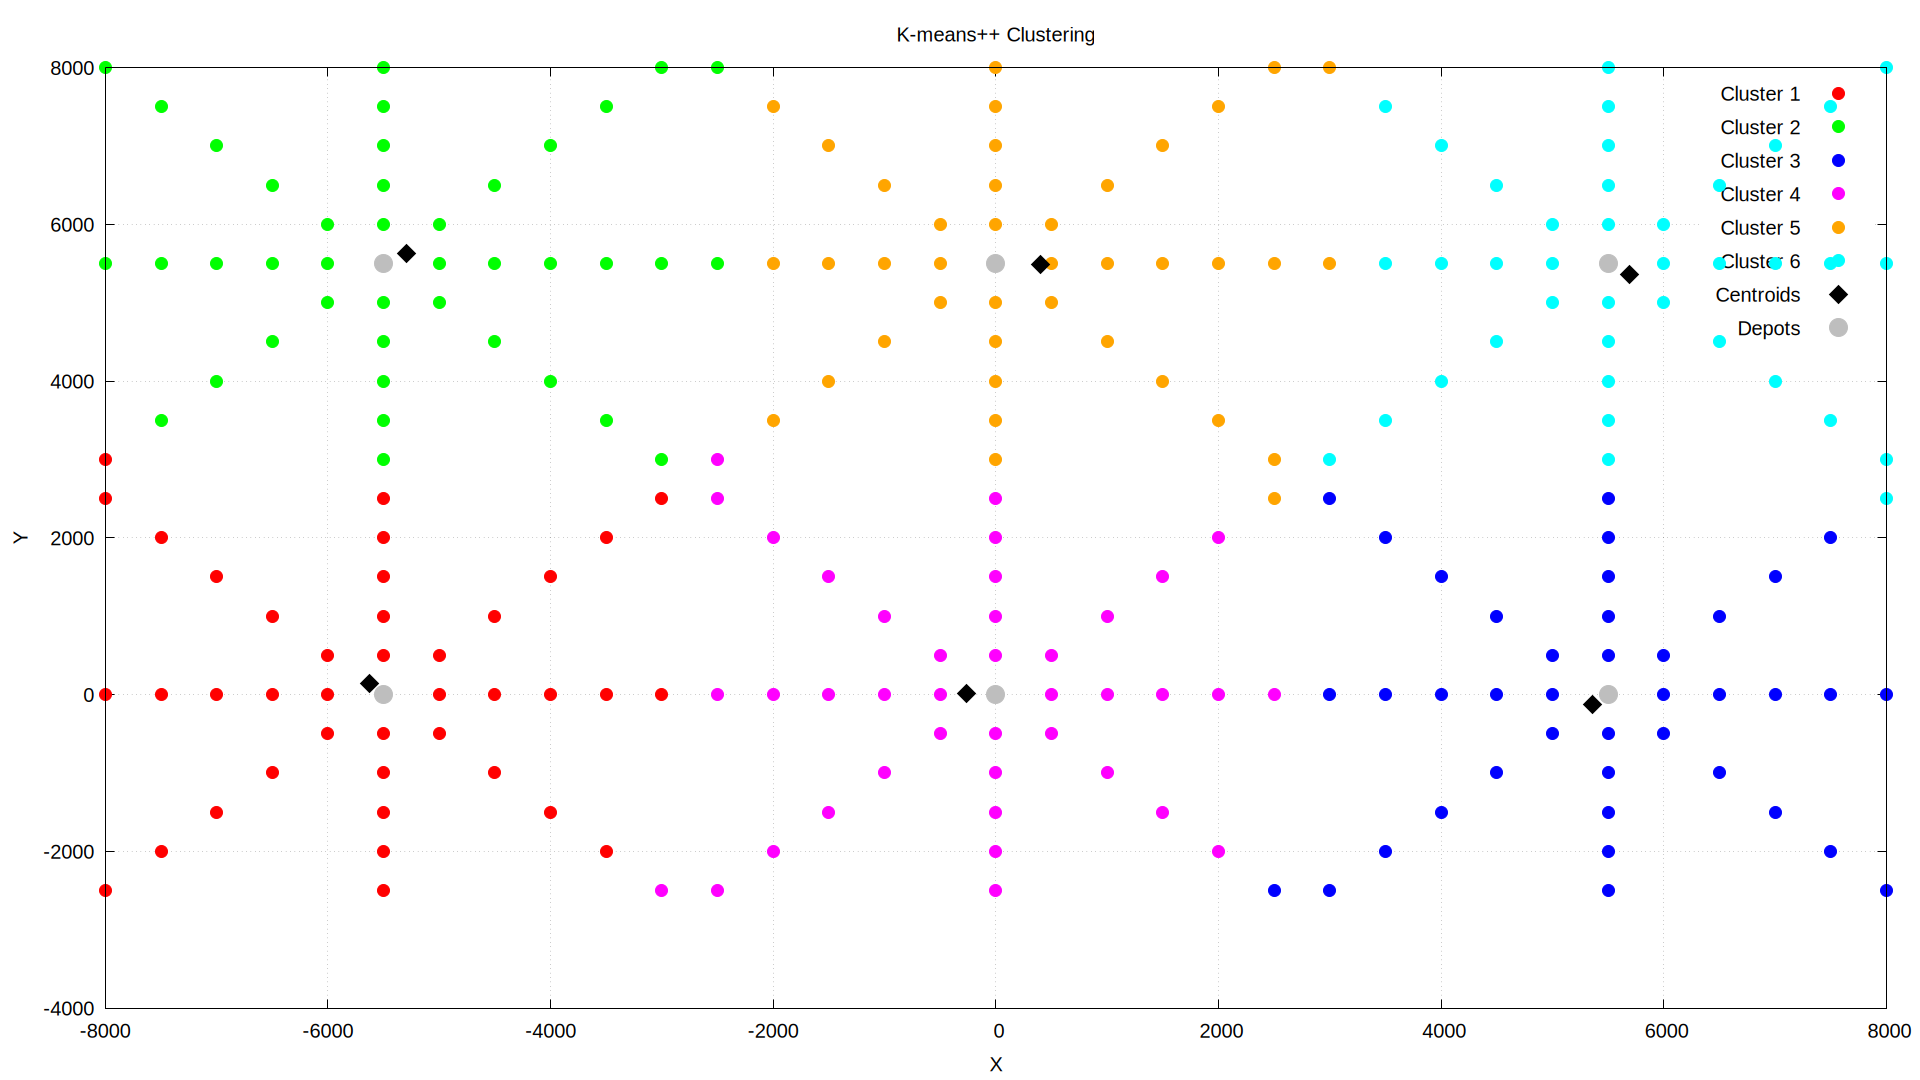 K-means++ Clustering
8000
6000
4000
2000
0
-2000
-4000
Y
Cluster 1
Cluster 2
Cluster 3
Cluster 4
Cluster 5
Cluster 6
Centroids
Depots
-8000 -6000 -4000 -2000 0 2000 4000 6000 8000
X